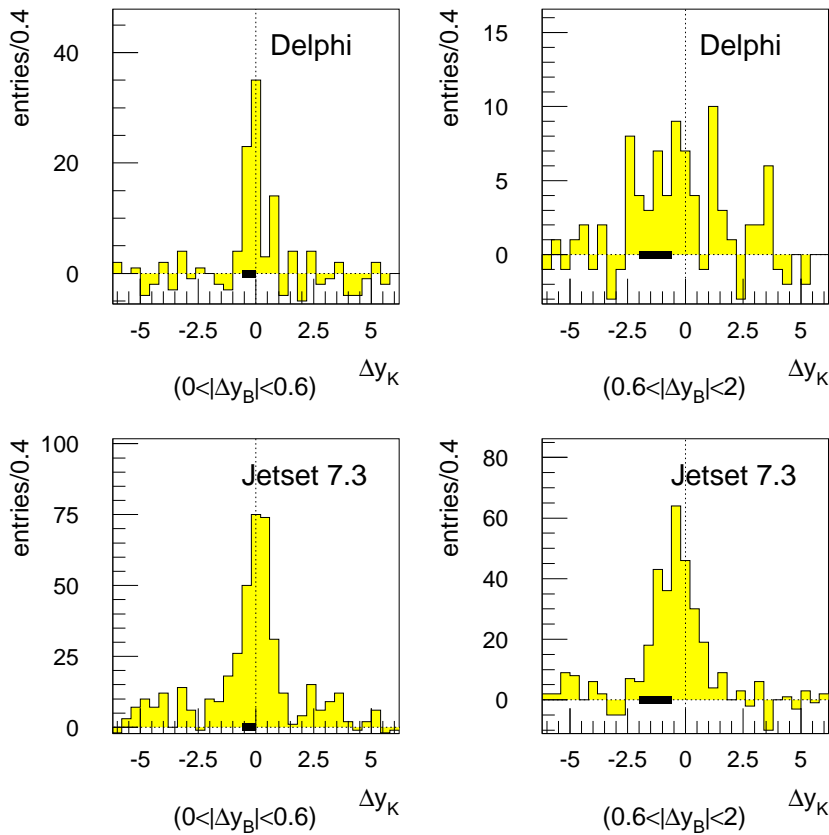 entries/0.4
Delphi
40
20
0
-5 -2.5 0 2.5 5
Δy_K
(0<|Δy_B|<0.6)
entries/0.4
Delphi
15
10
5
0
-5 -2.5 0 2.5 5
Δy_K
(0.6<|Δy_B|<2)
entries/0.4
Jetset 7.3
100
75
50
25
0
-5 -2.5 0 2.5 5
Δy_K
(0<|Δy_B|<0.6)
entries/0.4
Jetset 7.3
80
60
40
20
0
-5 -2.5 0 2.5 5
Δy_K
(0.6<|Δy_B|<2)